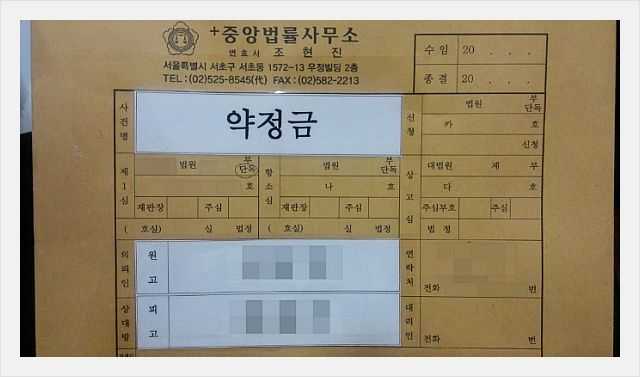 +중앙법률사무소
변호사 조현진
서울특별시 서초구 서초동 1572-13 우정빌딩 2층
TEL:(02)525-8545(代) FAX:(02)582-2213
수임 20 . . .
종결 20 . . .
사건명
약정금
신청
법원 부 단독
카 호
신청
제1심
법원 부 단독
호
재판장 주심
( 호실) 실 법정
항소심
법원 부 단독
나 호
재판장 주심
( 호실) 실 법정
상고심
대법원 제 부
다 호
주심부호 주심
법정
의뢰인
원고
연락처
전화 번
상대방
피고
대리인
전화 번